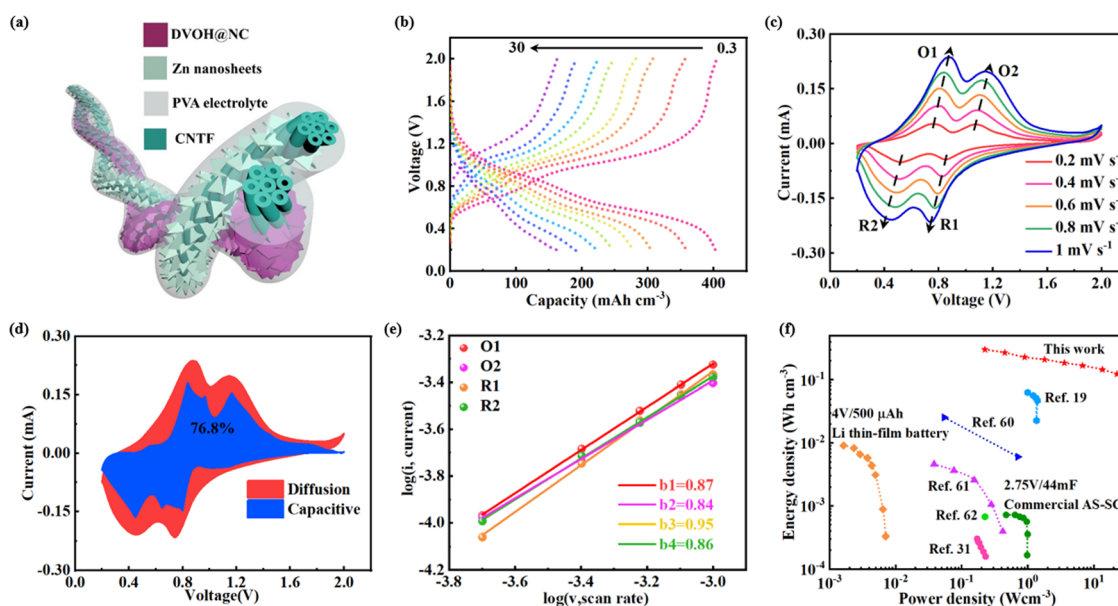 (a)
DVOH@NC
Zn nanosheets
PVA electrolyte
CNTF
(b)
30
0.3
2.0
1.6
1.2
0.8
0.4
0.0
Voltage (V)
0 100 200 300 400
Capacity (mAh cm⁻³)
(c)
0.30
0.15
0.00
-0.15
-0.30
Current (mA)
O1
O2
R2
R1
0.2 mV s⁻¹
0.4 mV s⁻¹
0.6 mV s⁻¹
0.8 mV s⁻¹
1 mV s⁻¹
0.0 0.4 0.8 1.2 1.6 2.0
Voltage (V)
(d)
0.30
0.15
0.00
-0.15
-0.30
Current (mA)
76.8%
Diffusion
Capacitive
0.0 0.4 0.8 1.2 1.6 2.0
Voltage(V)
(e)
-3.2
-3.4
-3.6
-3.8
-4.0
-4.2
log(i, current)
O1
O2
R1
R2
b1=0.87
b2=0.84
b3=0.95
b4=0.86
-3.8 -3.6 -3.4 -3.2 -3.0
log(v,scan rate)
(f)
10⁻¹
10⁻²
10⁻³
10⁻⁴
Energy density (Wh cm⁻³)
This work
Ref. 19
4V/500 μAh
Li thin-film battery
Ref. 60
Ref. 61
2.75V/44mF
Commercial AS-SC
Ref. 62
Ref. 31
10⁻³ 10⁻² 10⁻¹ 10⁰ 10¹
Power density (Wcm⁻³)